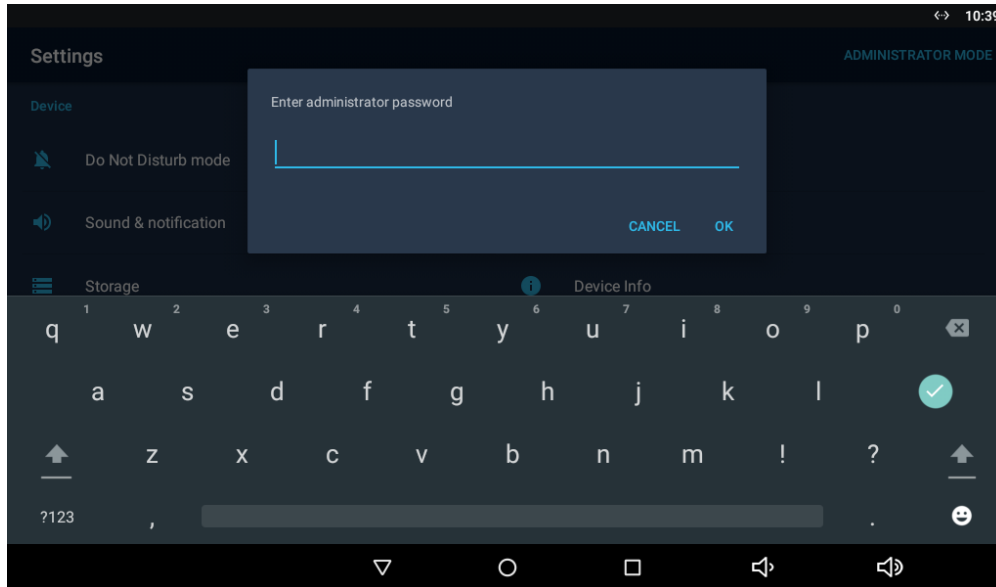 10:39
Settings
ADMINISTRATOR MODE
Enter administrator password
Device
Do Not Disturb mode
Sound & notification
CANCEL OK
Storage
Device Info
1 2 3 4 5 6 7 8 9 0
q w e r t y u i o p
a s d f g h j k l
z x c v b n m ! ?
?123 , .